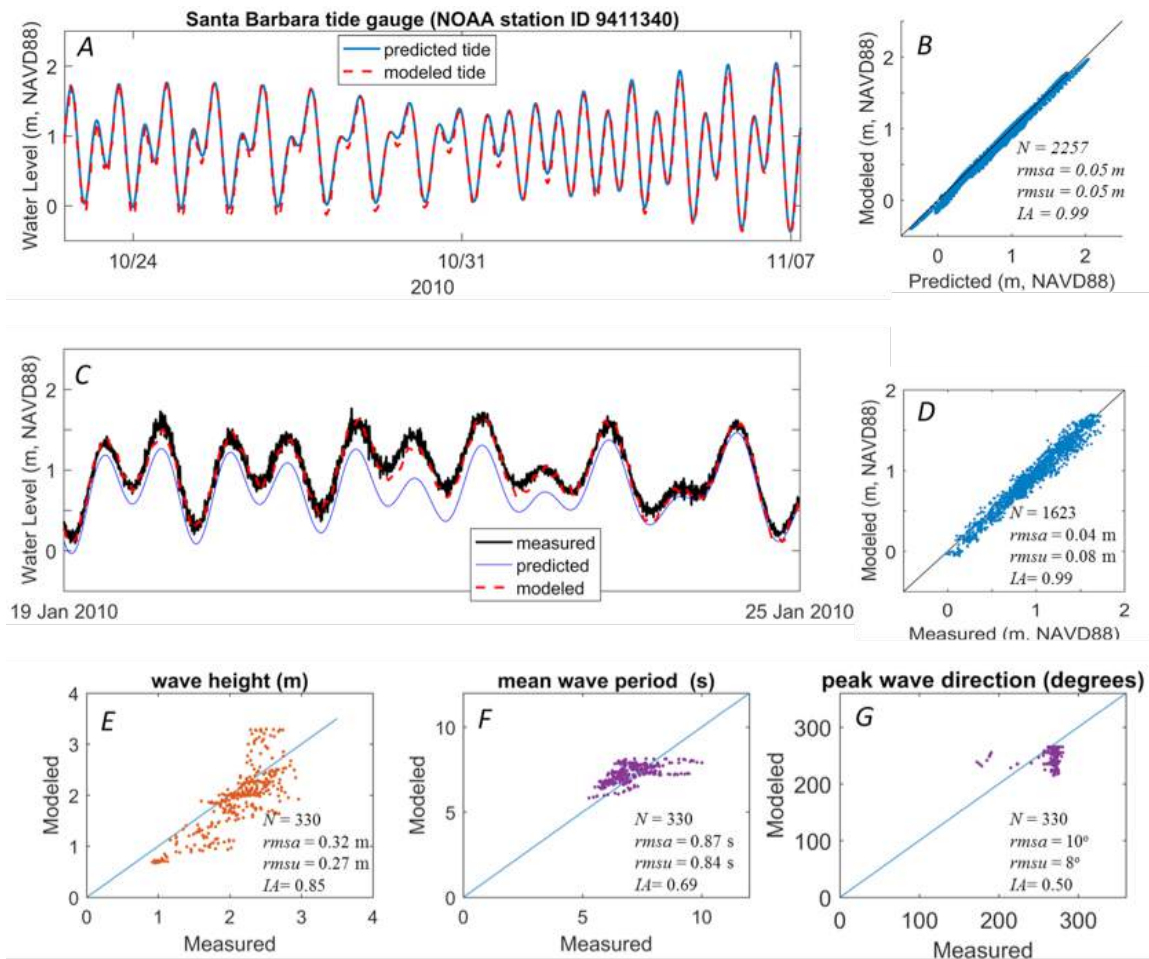 Santa Barbara tide gauge (NOAA station ID 9411340)
A
predicted tide
modeled tide
Water Level (m, NAVD88)
2
1
0
10/24
10/31
11/07
2010
B
Modeled (m, NAVD88)
2
1
0
N = 2257
rmsa = 0.05 m
rmsu = 0.05 m
IA = 0.99
0
1
2
Predicted (m, NAVD88)
C
Water Level (m, NAVD88)
2
1
0
measured
predicted
modeled
19 Jan 2010
25 Jan 2010
D
Modeled (m, NAVD88)
2
1
0
N = 1623
rmsa = 0.04 m
rmsu = 0.08 m
IA= 0.99
0
1
2
Measured (m, NAVD88)
wave height (m)
E
Modeled
4
3
2
1
0
N = 330
rmsa = 0.32 m
rmsu = 0.27 m
IA= 0.85
0
1
2
3
4
Measured
mean wave period (s)
F
Modeled
10
5
0
N = 330
rmsa = 0.87 s
rmsu = 0.84 s
IA= 0.69
0
5
10
Measured
peak wave direction (degrees)
G
Modeled
300
200
100
0
N = 330
rmsa = 10º
rmsu = 8º
IA= 0.50
0
100
200
300
Measured